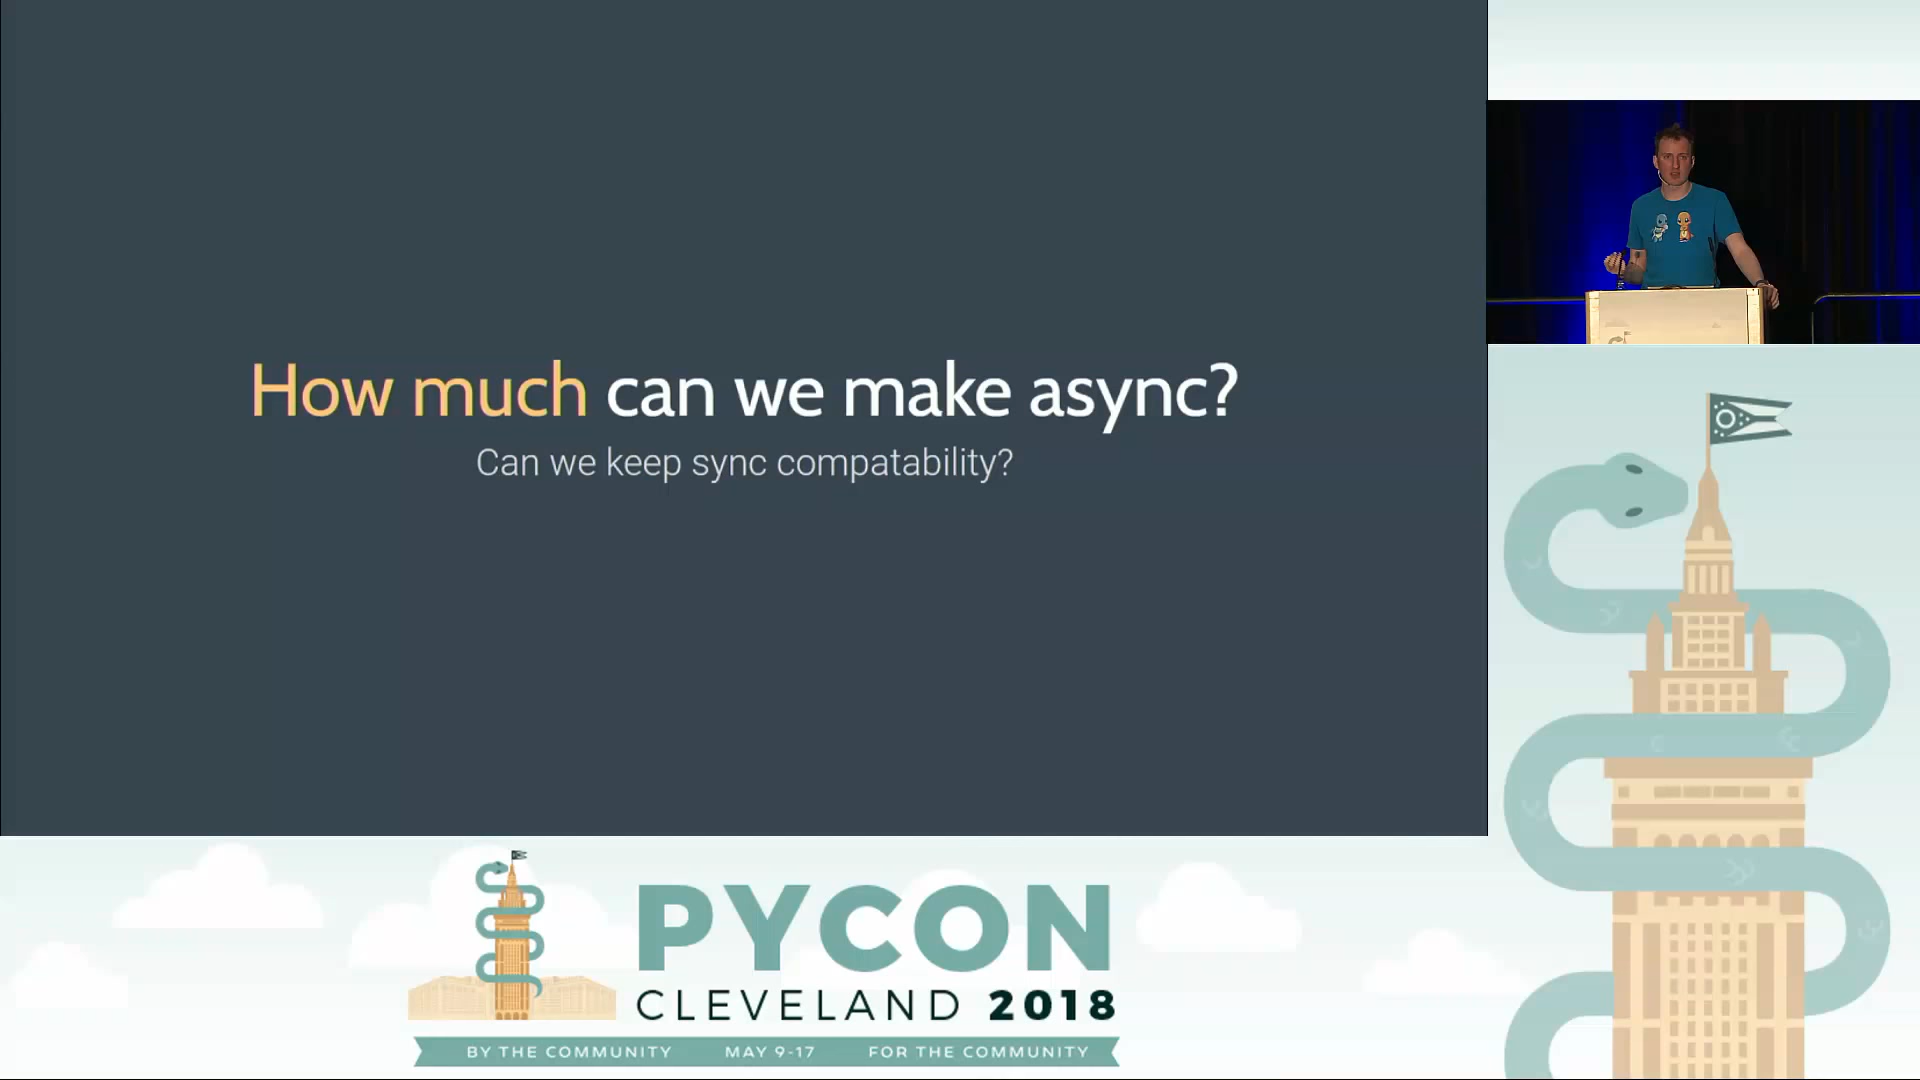 How much can we make async?
Can we keep sync compatability?
PYCON
CLEVELAND 2018
BY THE COMMUNITY MAY 9-17 FOR THE COMMUNITY